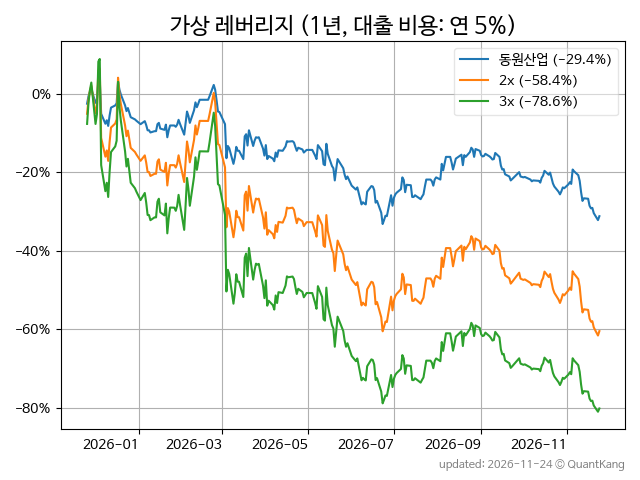 가상 레버리지 (1년, 대출 비용: 연 5%)
동원산업 (−29.4%)
2x (−58.4%)
3x (−78.6%)
0%
−20%
−40%
−60%
−80%
2026−01 2026−03 2026−05 2026−07 2026−09 2026−11
updated: 2026-11-24 © QuantKang